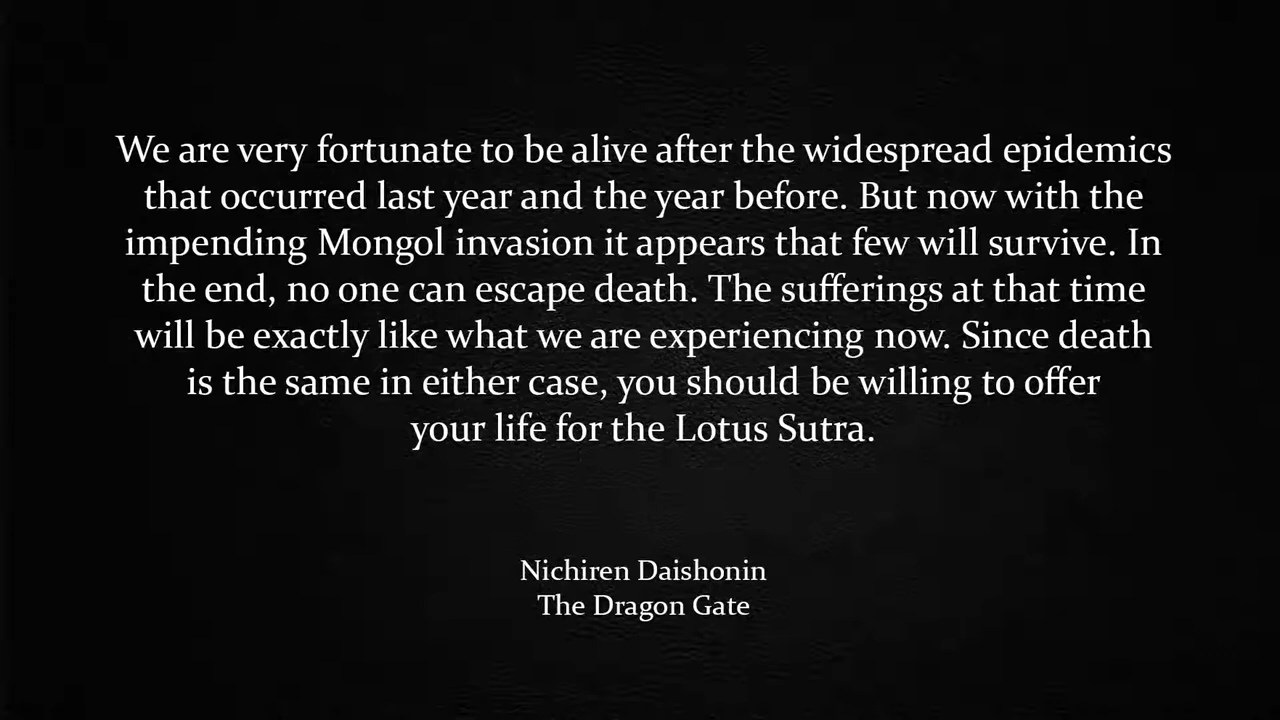 We are very fortunate to be alive after the widespread epidemics
that occurred last year and the year before. But now with the
impending Mongol invasion it appears that few will survive. In
the end, no one can escape death. The sufferings at that time
will be exactly like what we are experiencing now. Since death
is the same in either case, you should be willing to offer
your life for the Lotus Sutra.
Nichiren Daishonin
The Dragon Gate